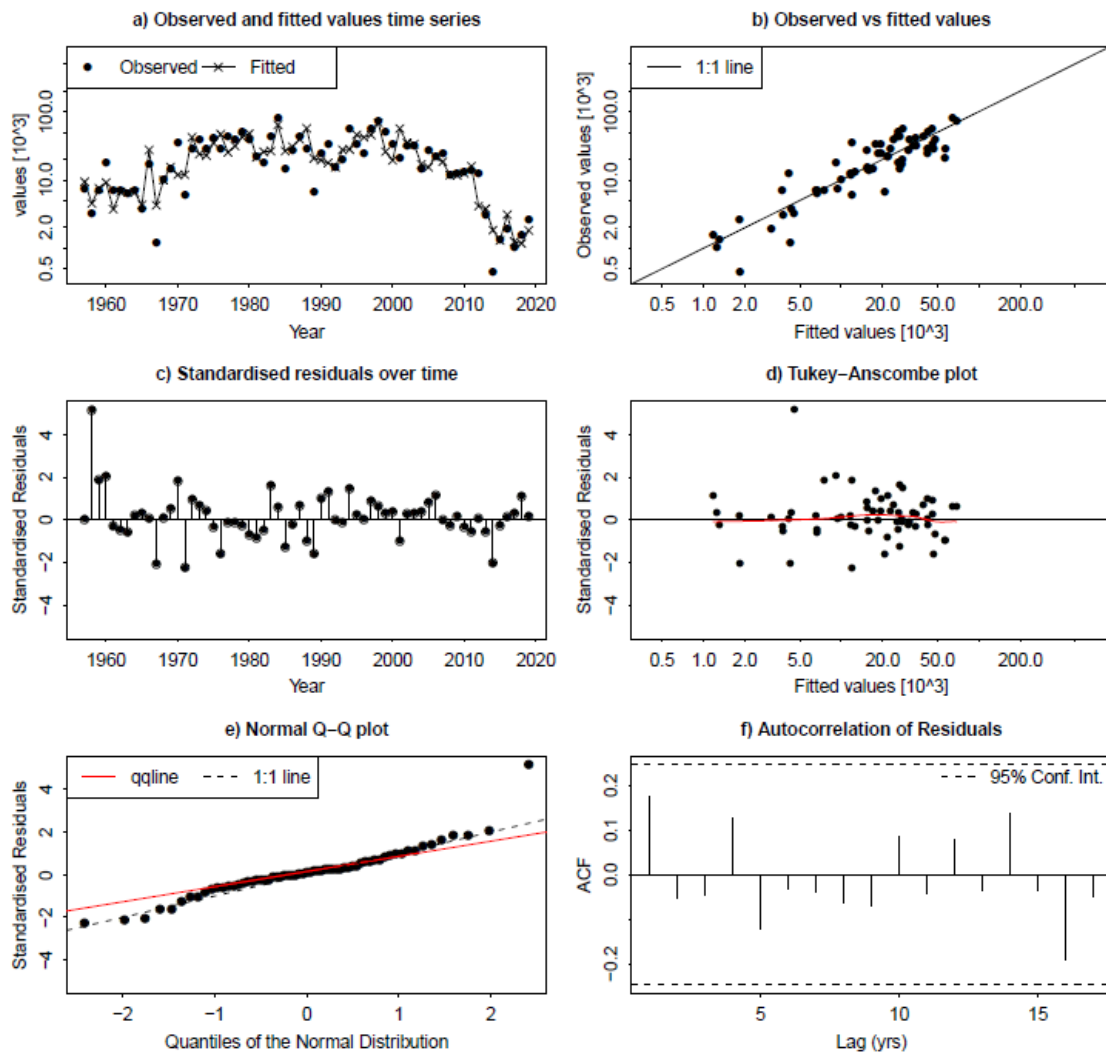 a) Observed and fitted values time series
Observed Fitted
values [10^3]
0.5 2.0 10.0 100.0
1960 1970 1980 1990 2000 2010 2020
Year
b) Observed vs fitted values
1:1 line
Observed values [10^3]
0.5 2.0 10.0 100.0
0.5 1.0 2.0 5.0 20.0 50.0 200.0
Fitted values [10^3]
c) Standardised residuals over time
Standardised Residuals
−4 −2 0 2 4
1960 1970 1980 1990 2000 2010 2020
Year
d) Tukey−Anscombe plot
Standardised Residuals
−4 −2 0 2 4
0.5 1.0 2.0 5.0 20.0 50.0 200.0
Fitted values [10^3]
e) Normal Q−Q plot
qqline 1:1 line
Standardised Residuals
−4 −2 0 2 4
−2 −1 0 1 2
Quantiles of the Normal Distribution
f) Autocorrelation of Residuals
95% Conf. Int.
ACF
−0.2 0.0 0.1 0.2
5 10 15
Lag (yrs)